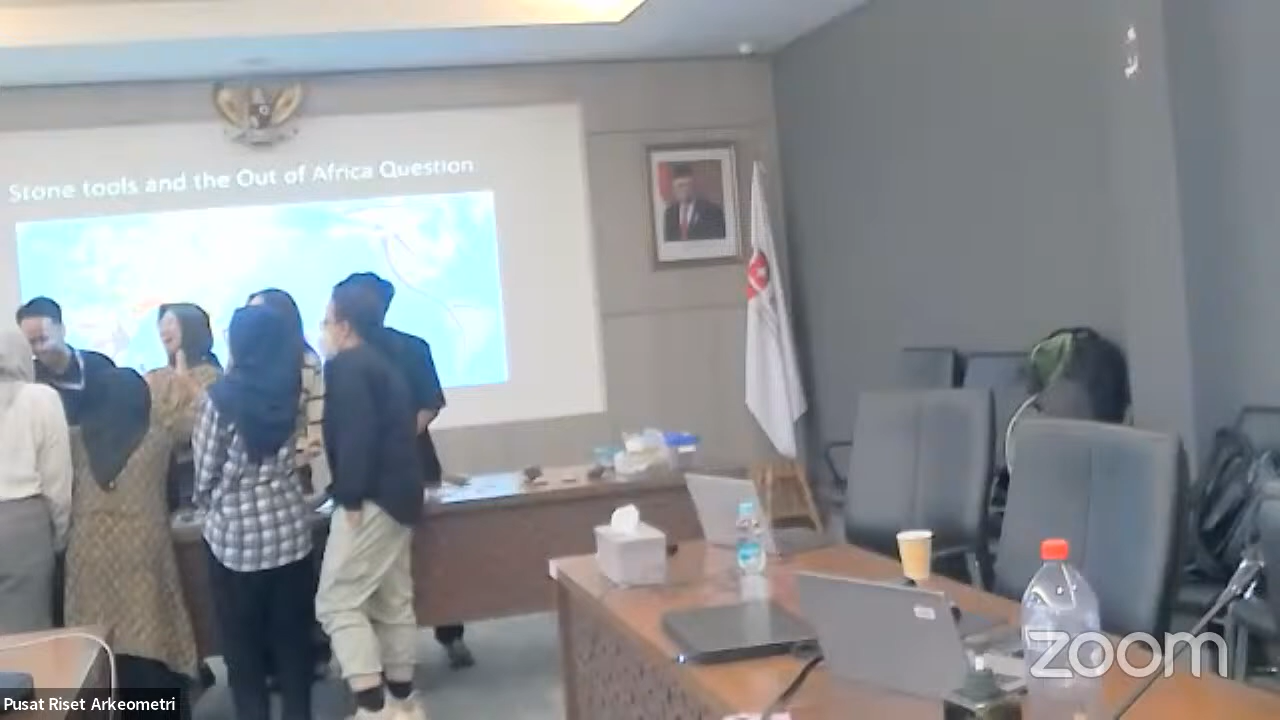 Stone tools and the Out of Africa Question
zoom
Pusat Riset Arkeometri